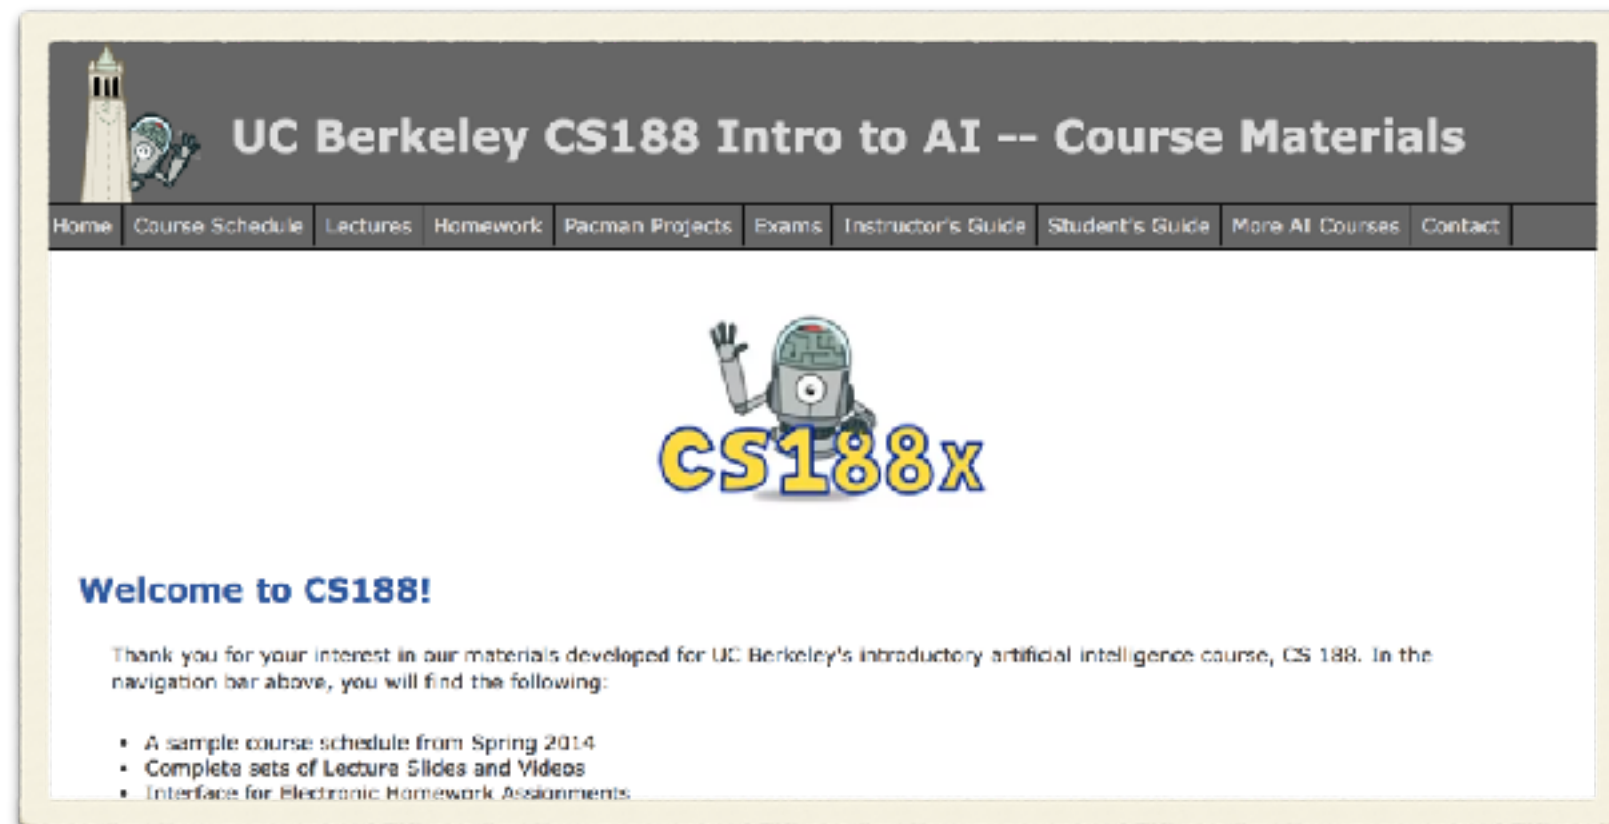 UC Berkeley CS188 Intro to AI -- Course Materials
Home Course Schedule Lectures Homework Pacman Projects Exams Instructor's Guide Student's Guide More AI Courses Contact
CS188x
Welcome to CS188!
Thank you for your interest in our materials developed for UC Berkeley's introductory artificial intelligence course, CS 188. In the
navigation bar above, you will find the following:
• A sample course schedule from Spring 2014
• Complete sets of Lecture Slides and Videos
• Interface for Electronic Homework Assignments